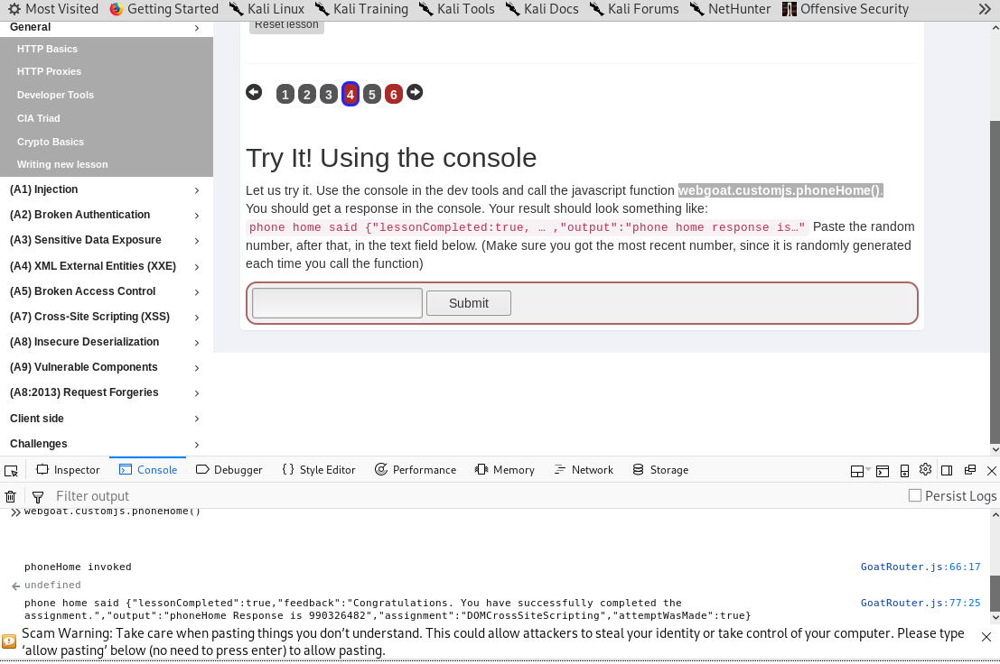 Most Visited Getting Started Kali Linux Kali Training Kali Tools Kali Docs Kali Forums NetHunter Offensive Security
General
HTTP Basics
HTTP Proxies
Developer Tools
CIA Triad
Crypto Basics
Writing new lesson
(A1) Injection
(A2) Broken Authentication
(A3) Sensitive Data Exposure
(A4) XML External Entities (XXE)
(A5) Broken Access Control
(A7) Cross-Site Scripting (XSS)
(A8) Insecure Deserialization
(A9) Vulnerable Components
(A8:2013) Request Forgeries
Client side
Challenges
Reset lesson
1 2 3 4 5 6
Try It! Using the console
Let us try it. Use the console in the dev tools and call the javascript function webgoat.customjs.phoneHome().
You should get a response in the console. Your result should look something like:
phone home said {"lessonCompleted:true, … ,"output":"phone home response is…" Paste the random
number, after that, in the text field below. (Make sure you got the most recent number, since it is randomly generated
each time you call the function)
Submit
Inspector Console Debugger Style Editor Performance Memory Network Storage
Filter output Persist Logs
webgoat.customjs.phoneHome()
phoneHome invoked GoatRouter.js:66:17
undefined
phone home said {"lessonCompleted":true,"feedback":"Congratulations. You have successfully completed the GoatRouter.js:77:25
assignment.","output":"phoneHome Response is 990326482","assignment":"DOMCrossSiteScripting","attemptWasMade":true}
Scam Warning: Take care when pasting things you don’t understand. This could allow attackers to steal your identity or take control of your computer. Please type
‘allow pasting’ below (no need to press enter) to allow pasting.